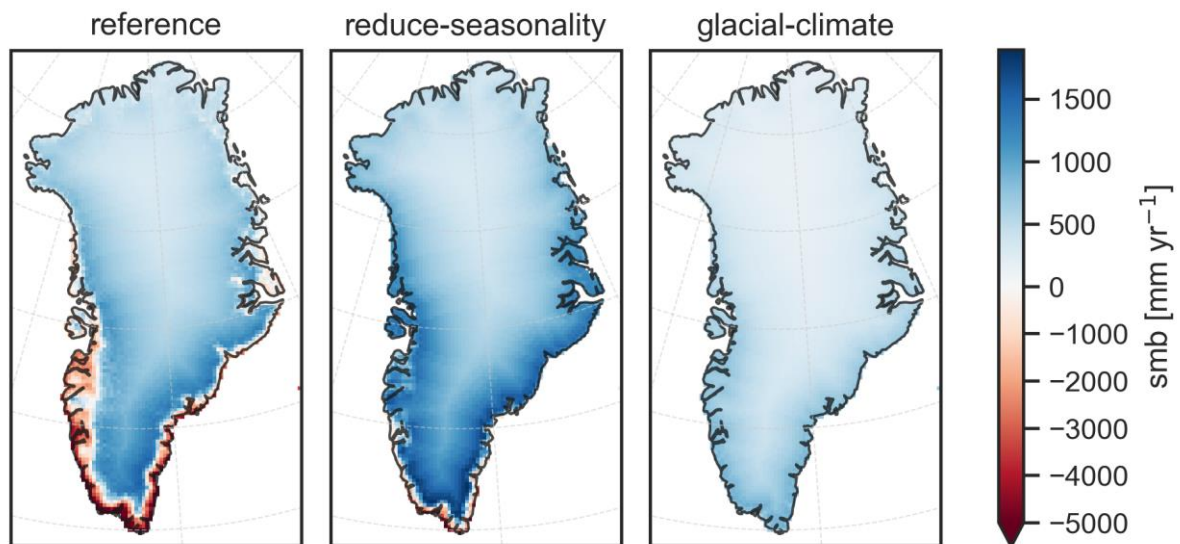 reference
reduce-seasonality
glacial-climate
1500
1000
500
0
−1000
−2000
−3000
−4000
−5000
smb [mm yr⁻¹]